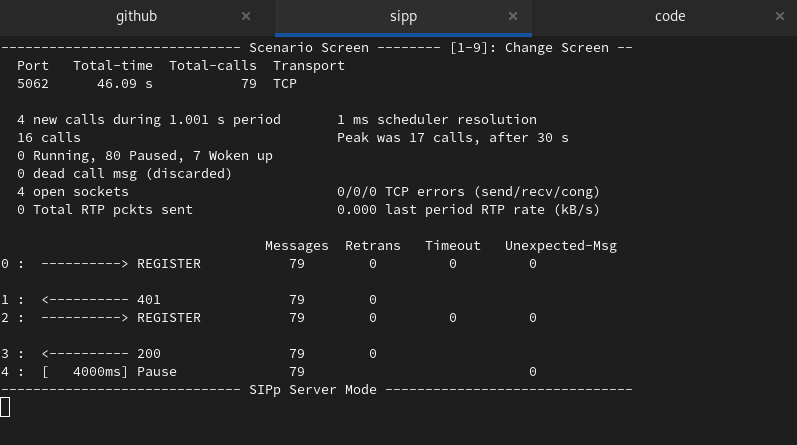 github × sipp × code ×
----------------------------- Scenario Screen -------- [1-9]: Change Screen --
  Port   Total-time  Total-calls  Transport
  5062      46.09 s           79  TCP

  4 new calls during 1.001 s period       1 ms scheduler resolution
  16 calls                                Peak was 17 calls, after 30 s
  0 Running, 80 Paused, 7 Woken up
  0 dead call msg (discarded)
  4 open sockets                          0/0/0 TCP errors (send/recv/cong)
  0 Total RTP pckts sent                  0.000 last period RTP rate (kB/s)

                                 Messages  Retrans   Timeout   Unexpected-Msg
0 :  ----------> REGISTER           79        0         0         0

1 :  <---------- 401                79        0
2 :  ----------> REGISTER           79        0         0         0

3 :  <---------- 200                79        0
4 :  [   4000ms] Pause              79                            0
------------------------------ SIPp Server Mode -------------------------------